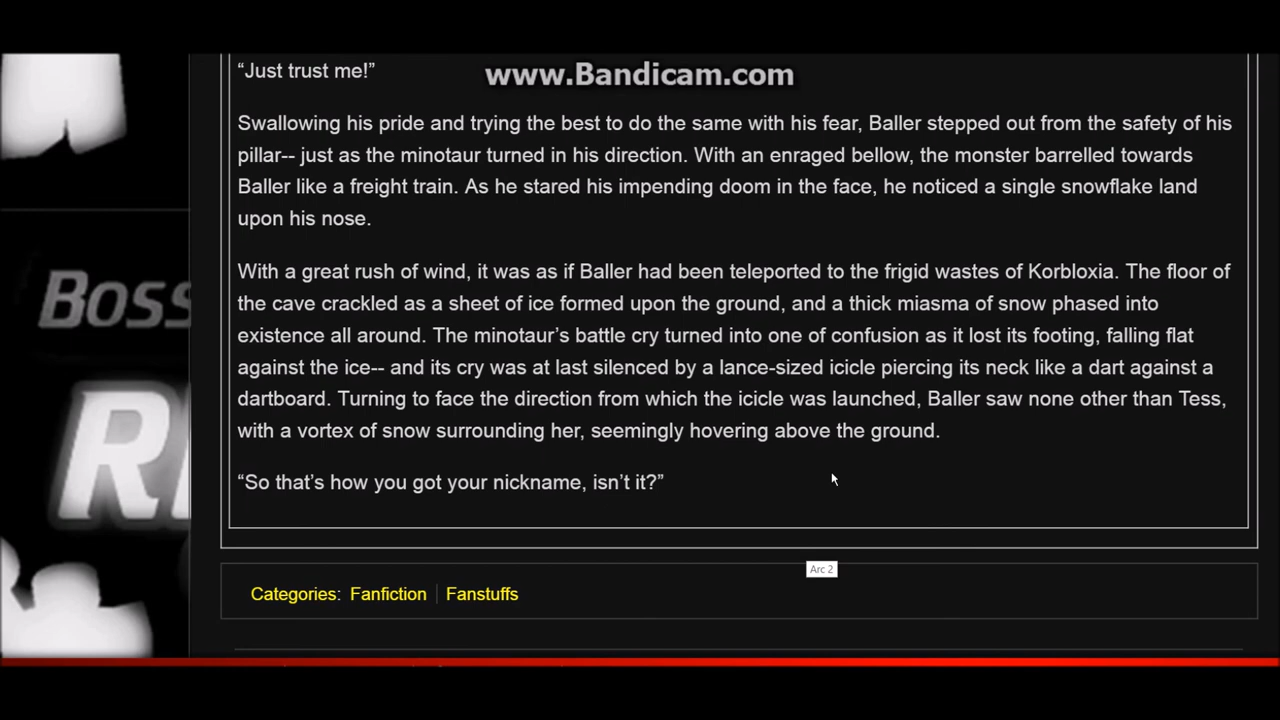 www.Bandicam.com
“Just trust me!”
Swallowing his pride and trying the best to do the same with his fear, Baller stepped out from the safety of his
pillar-- just as the minotaur turned in his direction. With an enraged bellow, the monster barrelled towards
Baller like a freight train. As he stared his impending doom in the face, he noticed a single snowflake land
upon his nose.
With a great rush of wind, it was as if Baller had been teleported to the frigid wastes of Korbloxia. The floor of
the cave crackled as a sheet of ice formed upon the ground, and a thick miasma of snow phased into
existence all around. The minotaur’s battle cry turned into one of confusion as it lost its footing, falling flat
against the ice-- and its cry was at last silenced by a lance-sized icicle piercing its neck like a dart against a
dartboard. Turning to face the direction from which the icicle was launched, Baller saw none other than Tess,
with a vortex of snow surrounding her, seemingly hovering above the ground.
“So that’s how you got your nickname, isn’t it?”
Arc 2
Categories: Fanfiction Fanstuffs
Boss
R